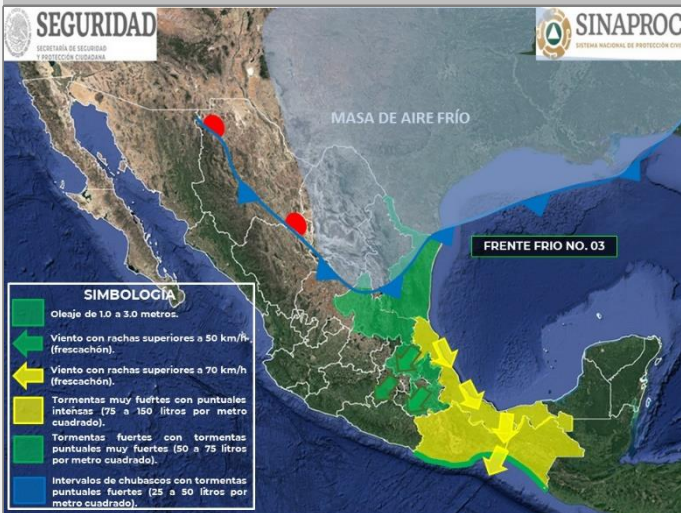 SEGURIDAD
SECRETARÍA DE SEGURIDAD
Y PROTECCIÓN CIUDADANA
SINAPROC
SISTEMA NACIONAL DE PROTECCIÓN CIVIL
MASA DE AIRE FRÍO
FRENTE FRIO NO. 03
SIMBOLOGÍA
Oleaje de 1.0 a 3.0 metros.
Viento con rachas superiores a 50 km/h
(frescachón).
Viento con rachas superiores a 70 km/h
(frescachón).
Tormentas muy fuertes con puntuales
intensas (75 a 150 litros por metro
cuadrado).
Tormentas fuertes con tormentas
puntuales muy fuertes (50 a 75 litros
por metro cuadrado).
Intervalos de chubascos con tormentas
puntuales fuertes (25 a 50 litros por
metro cuadrado).